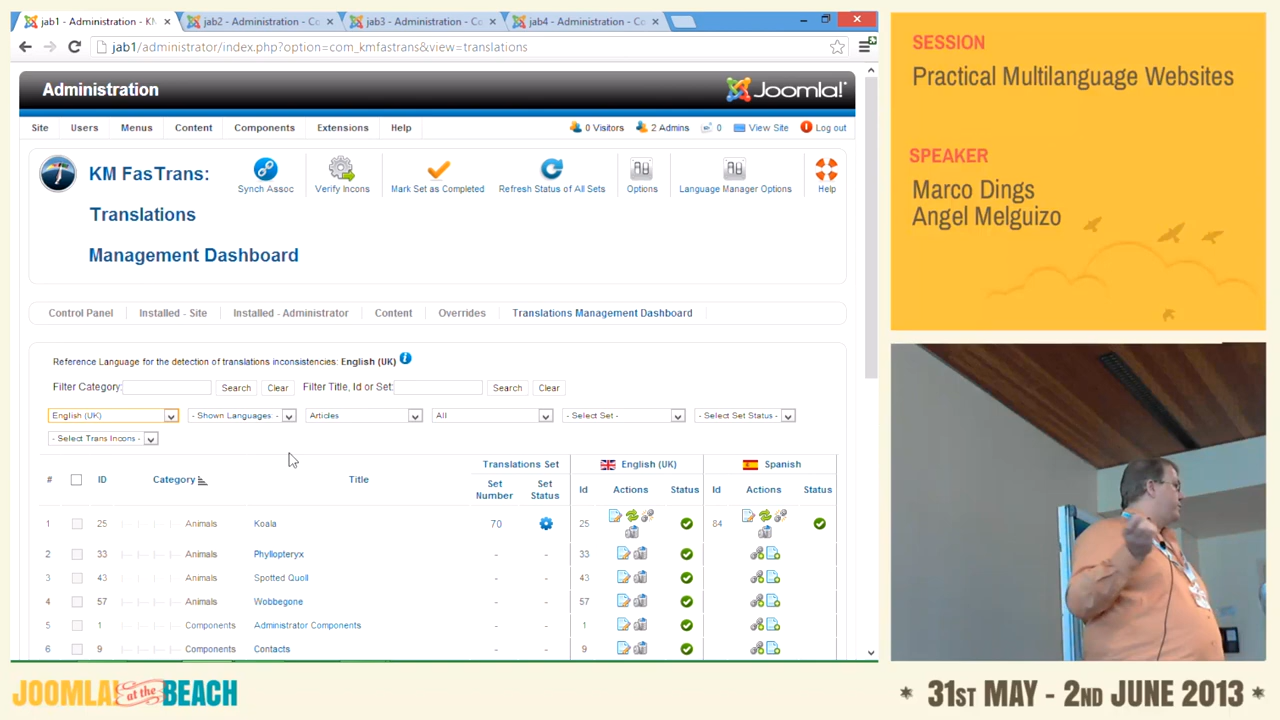 jab1 - Administration - KM
jab2 - Administration - Co
jab3 - Administration - Co
jab4 - Administration - Co
jab1/administrator/index.php?option=com_kmfastrans&view=translations
Administration
Joomla!
Site Users Menus Content Components Extensions Help
0 Visitors 2 Admins 0 View Site Log out
KM FasTrans:
Translations
Management Dashboard
Synch Assoc
Verify Incons
Mark Set as Completed
Refresh Status of All Sets
Options
Language Manager Options
Help
Control Panel Installed - Site Installed - Administrator Content Overrides Translations Management Dashboard
Reference Language for the detection of translations inconsistencies: English (UK)
Filter Category: Search Clear Filter Title, Id or Set: Search Clear
English (UK) - Shown Languages - Articles All - Select Set - - Select Set Status -
- Select Trans Incons -
Translations Set English (UK) Spanish
# ID Category Title Set Number Set Status Id Actions Status Id Actions Status
1 25 Animals Koala 70 25 84
2 33 Animals Phyllopteryx - - 33
3 43 Animals Spotted Quoll - - 43
4 57 Animals Wobbegone - - 57
5 1 Components Administrator Components - - 1
6 9 Components Contacts - - 9
SESSION
Practical Multilanguage Websites
SPEAKER
Marco Dings
Angel Melguizo
JOOMLA! at the BEACH
* 31ST MAY - 2ND JUNE 2013 *